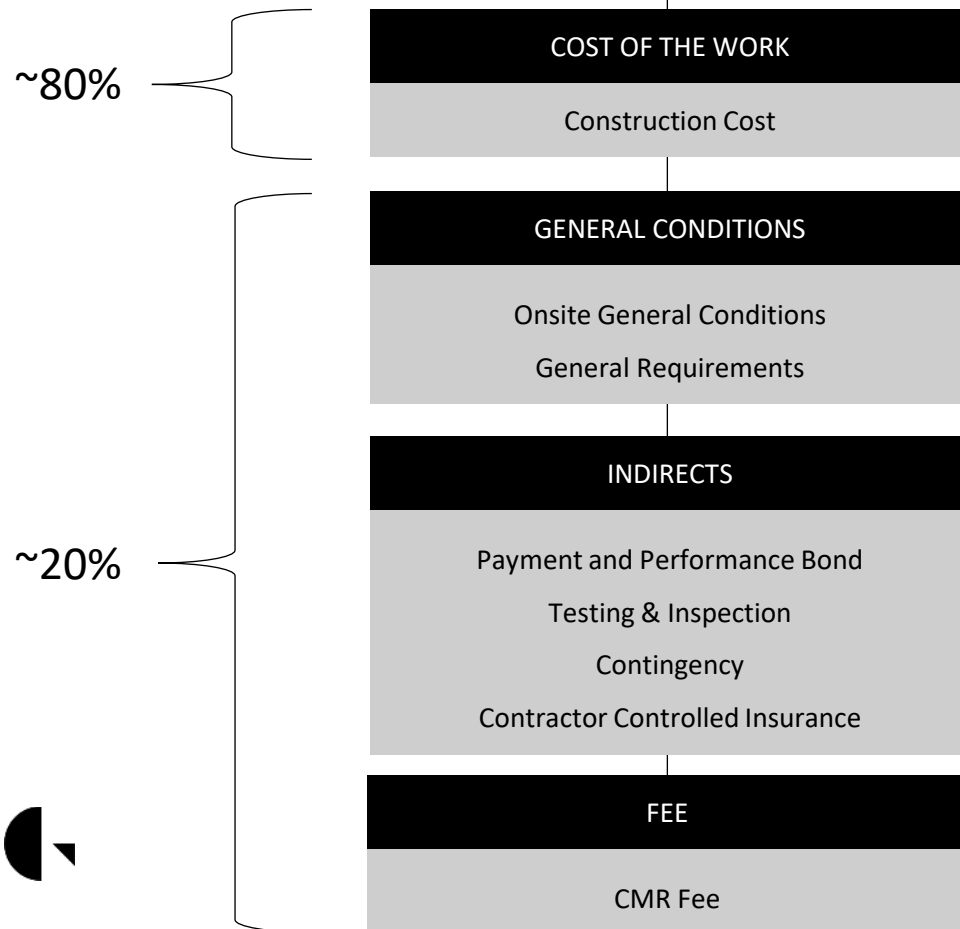 ~80%
COST OF THE WORK
Construction Cost
~20%
GENERAL CONDITIONS
Onsite General Conditions
General Requirements
INDIRECTS
Payment and Performance Bond
Testing & Inspection
Contingency
Contractor Controlled Insurance
FEE
CMR Fee